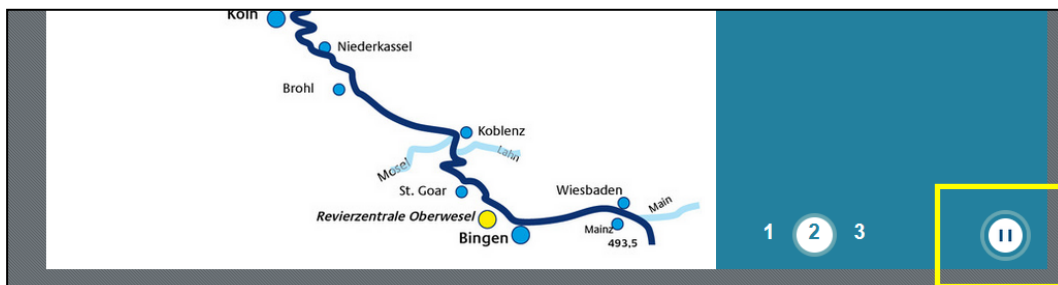 Köln
Niederkassel
Brohl
Koblenz
Mosel
Lahn
St. Goar
Wiesbaden
Main
Revierzentrale Oberwesel
Mainz
Bingen
493,5
1 2 3